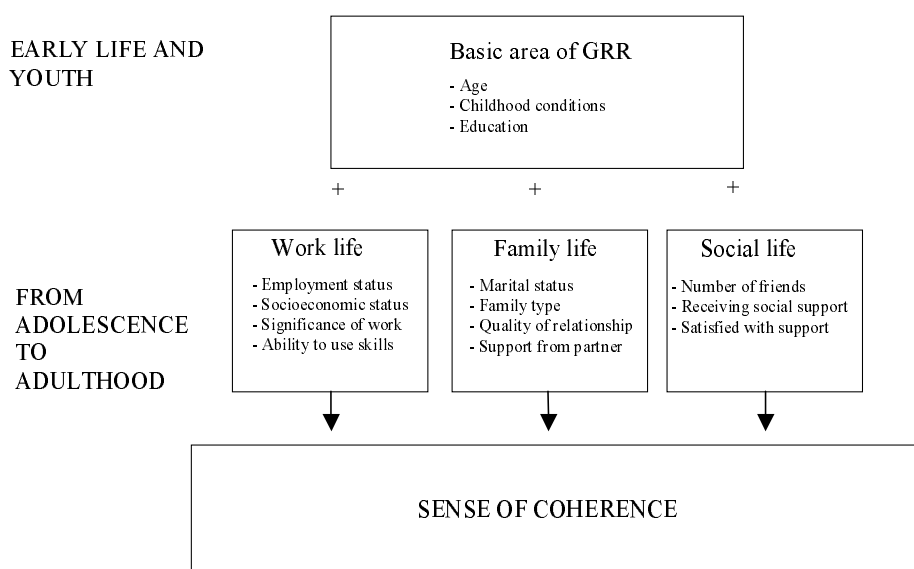 EARLY LIFE AND
YOUTH
Basic area of GRR
- Age
- Childhood conditions
- Education
+ + +
FROM
ADOLESCENCE
TO
ADULTHOOD
Work life
- Employment status
- Socioeconomic status
- Significance of work
- Ability to use skills
Family life
- Marital status
- Family type
- Quality of relationship
- Support from partner
Social life
- Number of friends
- Receiving social support
- Satisfied with support
SENSE OF COHERENCE